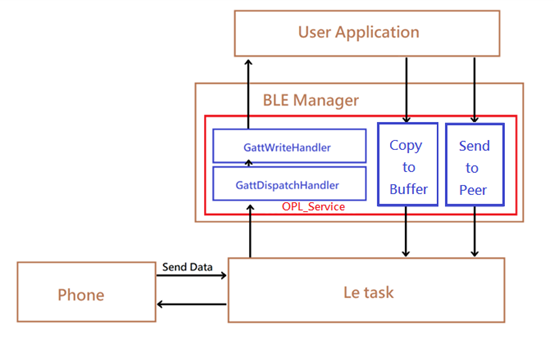 User Application
BLE Manager
GattWriteHandler
GattDispatchHandler
OPL_Service
Copy
to
Buffer
Send
to
Peer
Send Data
Phone
Le task